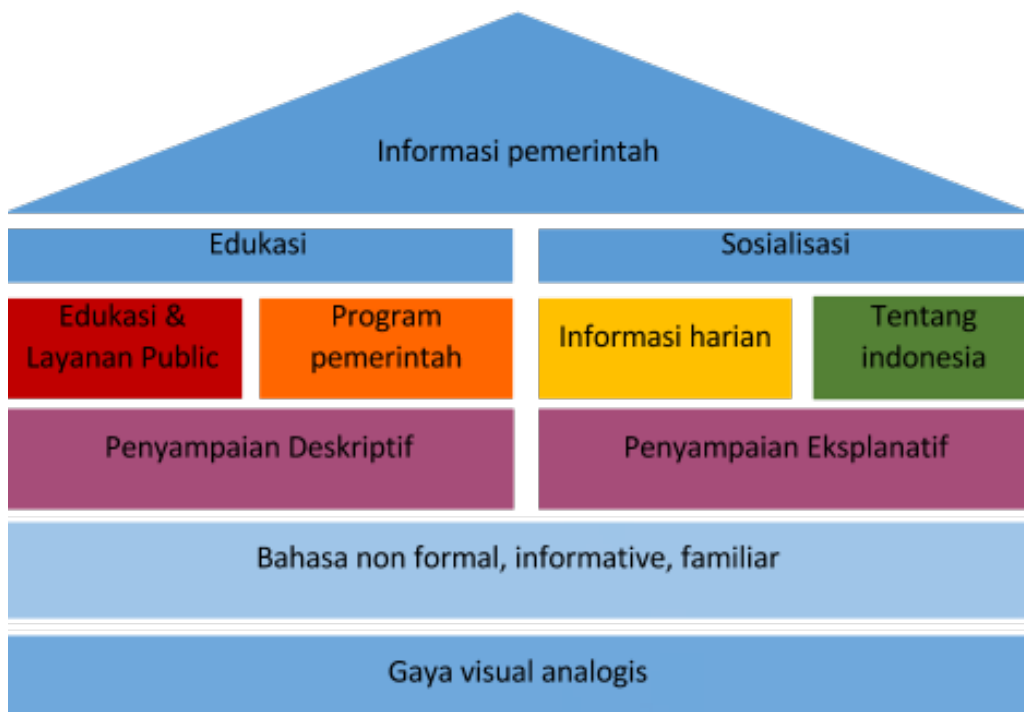 Informasi pemerintah
Edukasi
Sosialisasi
Edukasi &
Layanan Public
Program
pemerintah
Informasi harian
Tentang
indonesia
Penyampaian Deskriptif
Penyampaian Eksplanatif
Bahasa non formal, informative, familiar
Gaya visual analogis